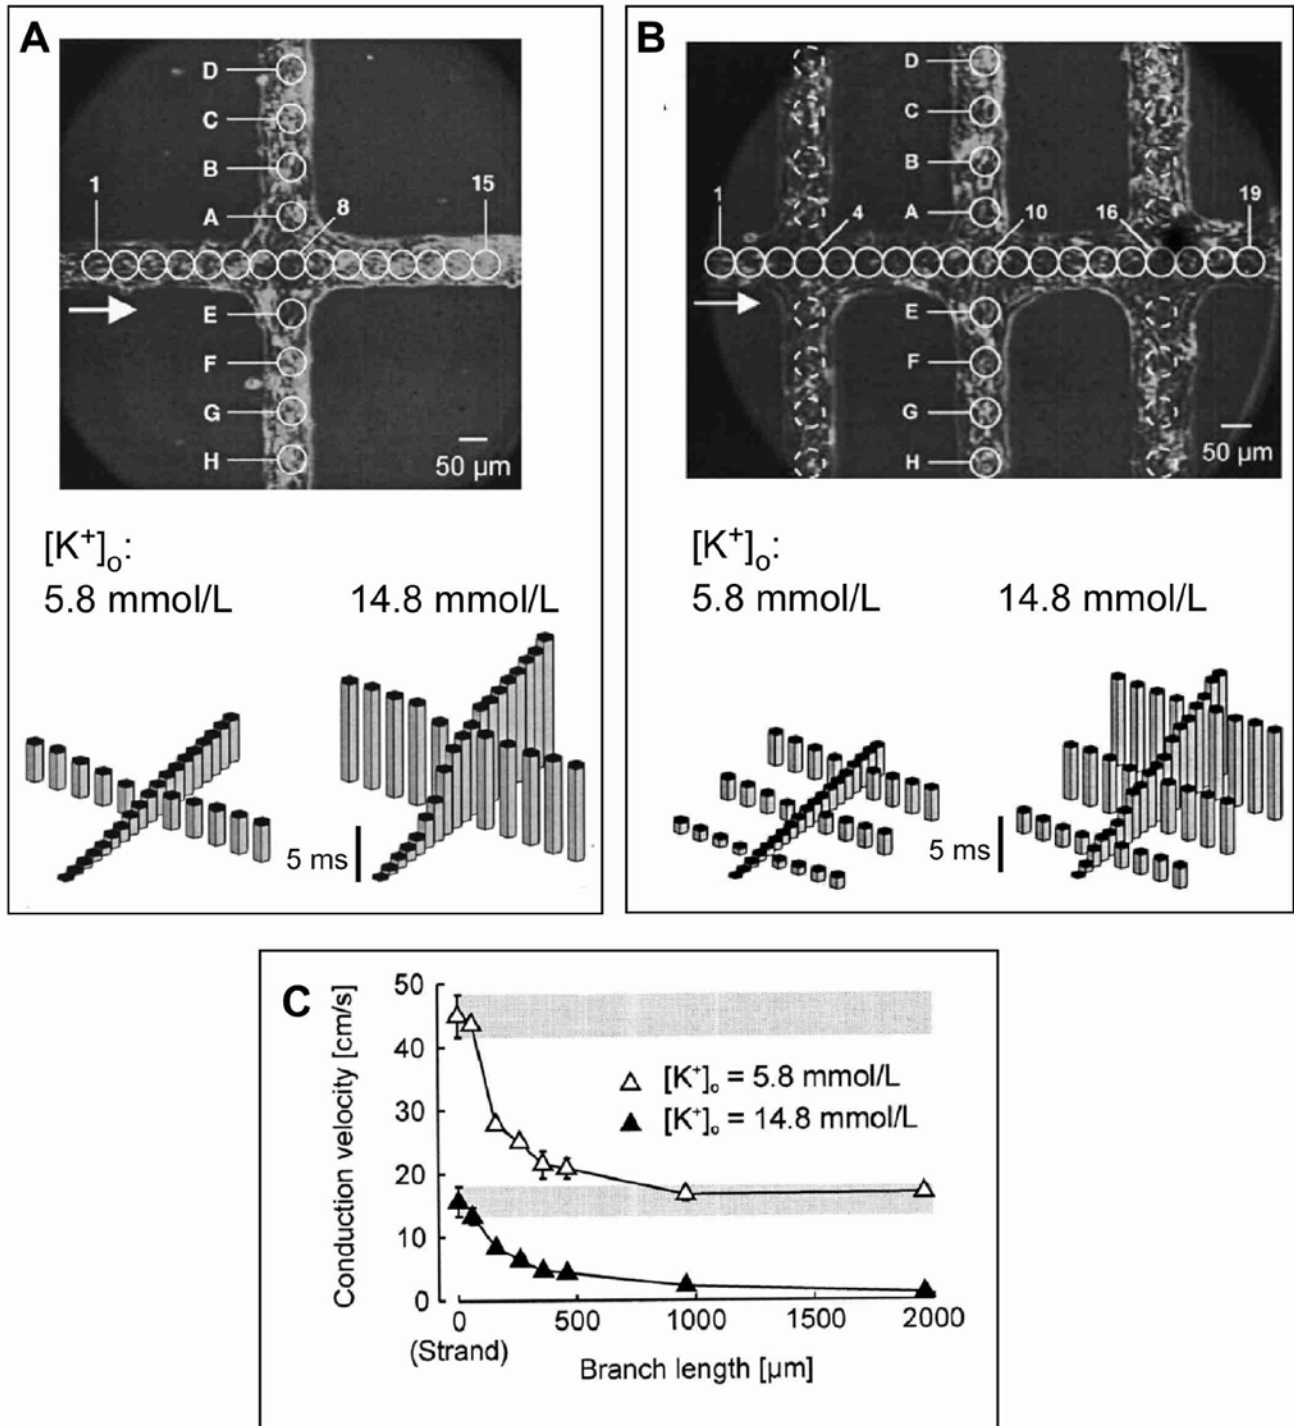 A
D
C
B
A
1
8
15
E
F
G
H
50 µm
[K+]o:
5.8 mmol/L 14.8 mmol/L
5 ms
B
D
C
B
A
1
4
10
16
19
E
F
G
H
50 µm
[K+]o:
5.8 mmol/L 14.8 mmol/L
5 ms
C
Conduction velocity [cm/s]
50
40
30
20
10
0
[K+]o = 5.8 mmol/L
[K+]o = 14.8 mmol/L
0 500 1000 1500 2000
(Strand)
Branch length [µm]